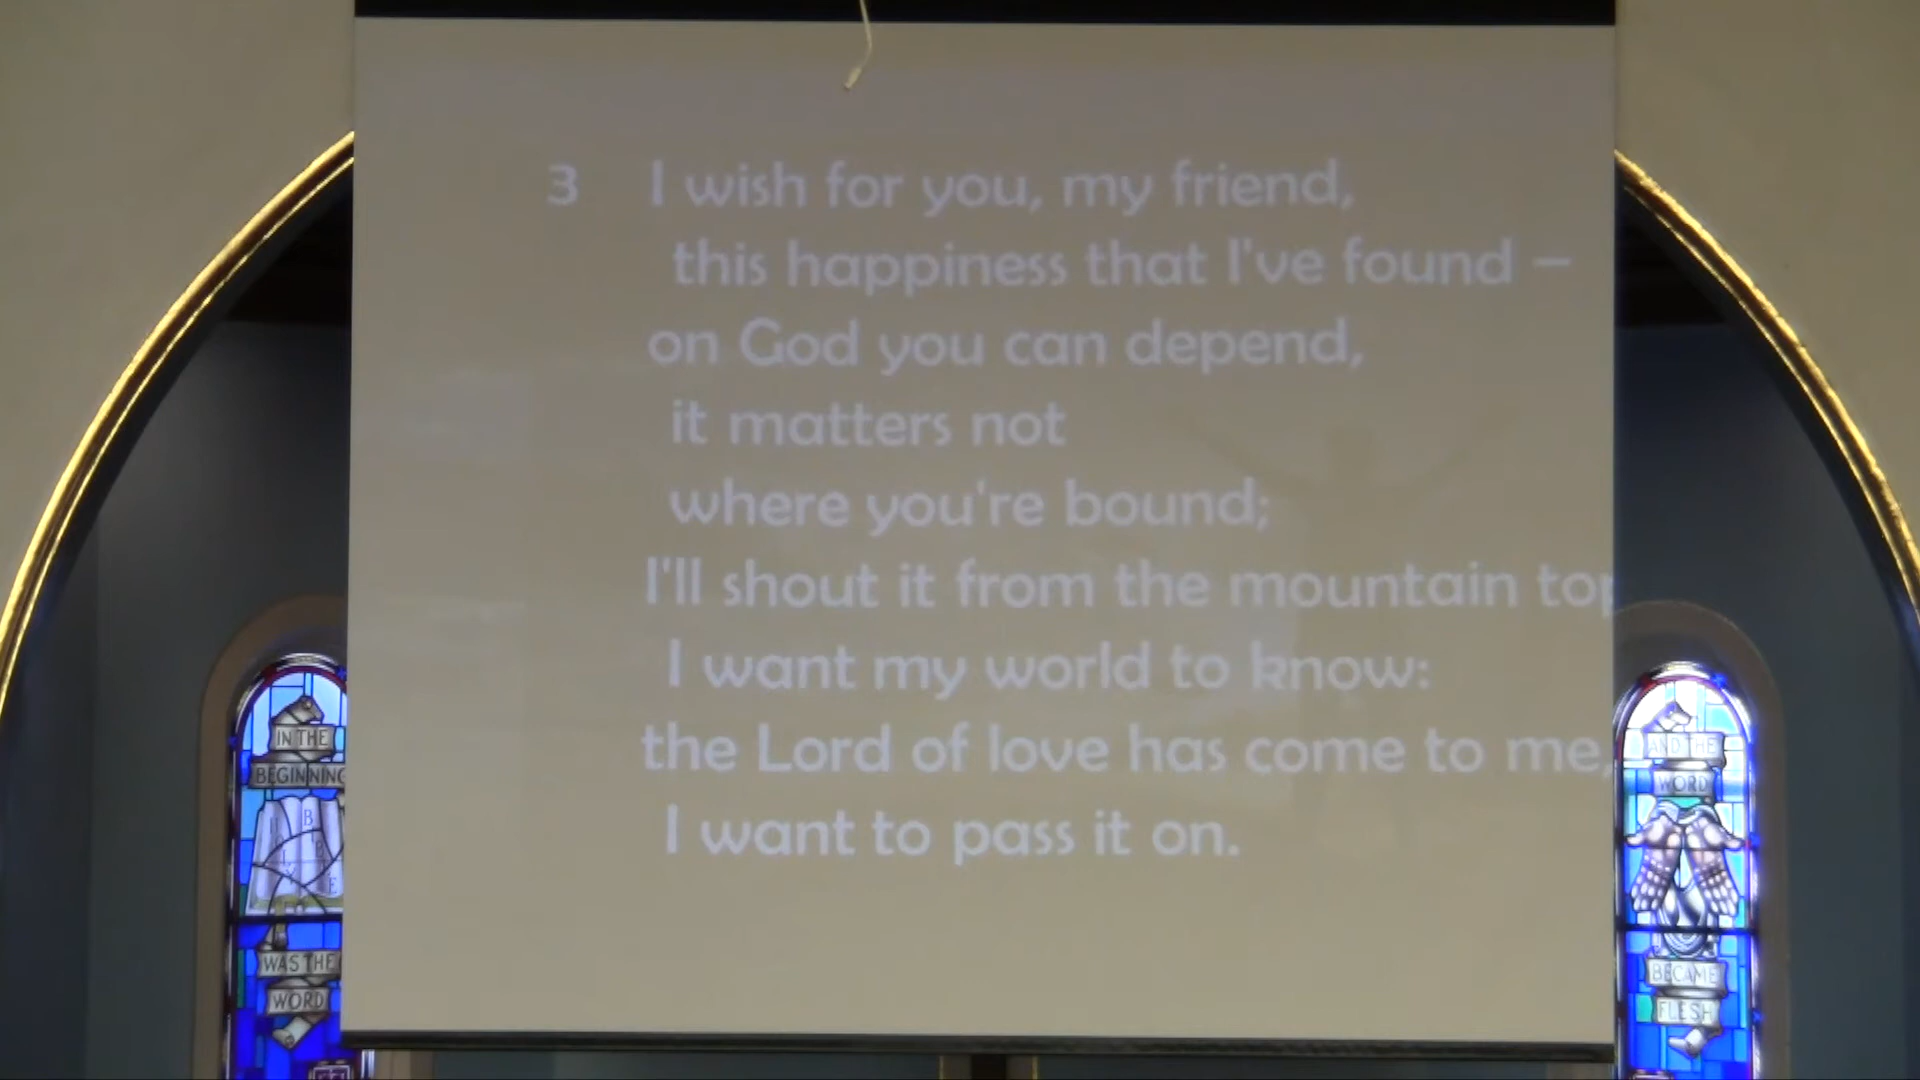 3 I wish for you, my friend,
this happiness that I've found –
on God you can depend,
it matters not
where you're bound;
I'll shout it from the mountain top
I want my world to know:
the Lord of love has come to me,
I want to pass it on.
IN THE
BEGINNING
WAS THE
WORD
AND THE
WORD
BECAME
FLESH